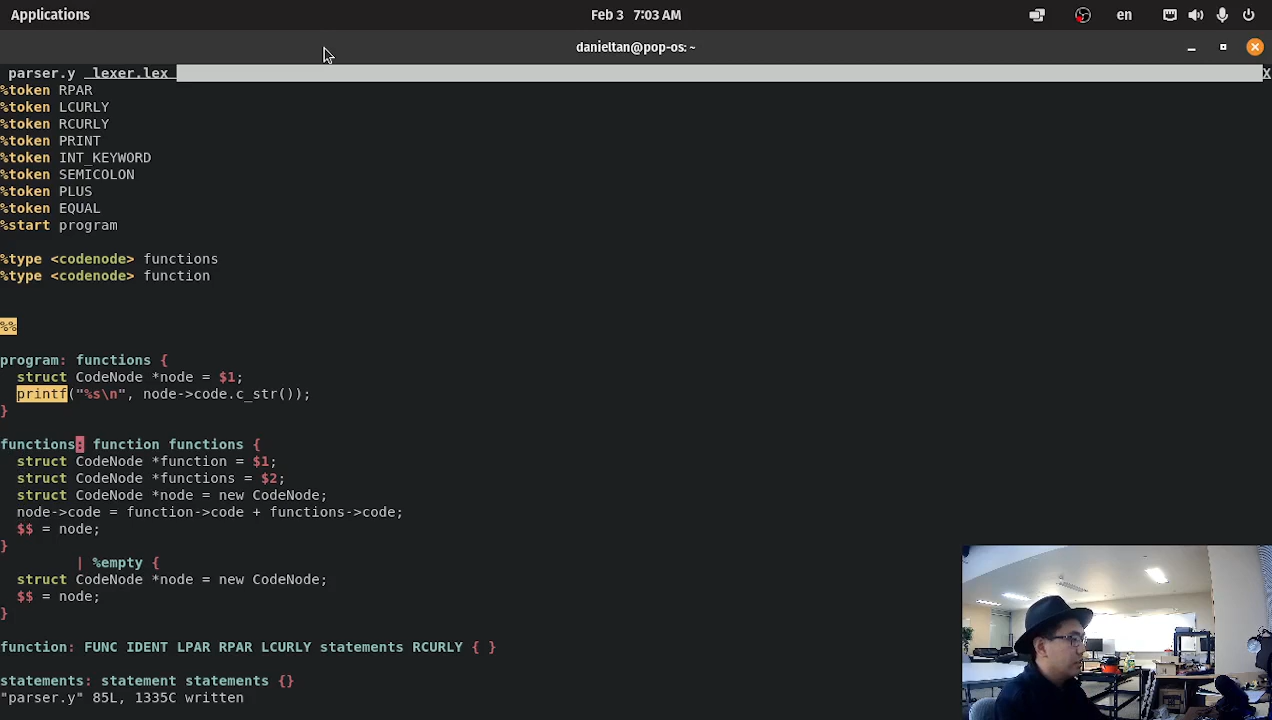 Applications
Feb 3 7:03 AM
en
danieltan@pop-os: ~
parser.y lexer.lex X
%token RPAR
%token LCURLY
%token RCURLY
%token PRINT
%token INT_KEYWORD
%token SEMICOLON
%token PLUS
%token EQUAL
%start program
%type <codenode> functions
%type <codenode> function
%%
program: functions {
struct CodeNode *node = $1;
printf("%s\n", node->code.c_str());
}
functions: function functions {
struct CodeNode *function = $1;
struct CodeNode *functions = $2;
struct CodeNode *node = new CodeNode;
node->code = function->code + functions->code;
$$ = node;
}
| %empty {
struct CodeNode *node = new CodeNode;
$$ = node;
}
function: FUNC IDENT LPAR RPAR LCURLY statements RCURLY { }
statements: statement statements {}
"parser.y" 85L, 1335C written